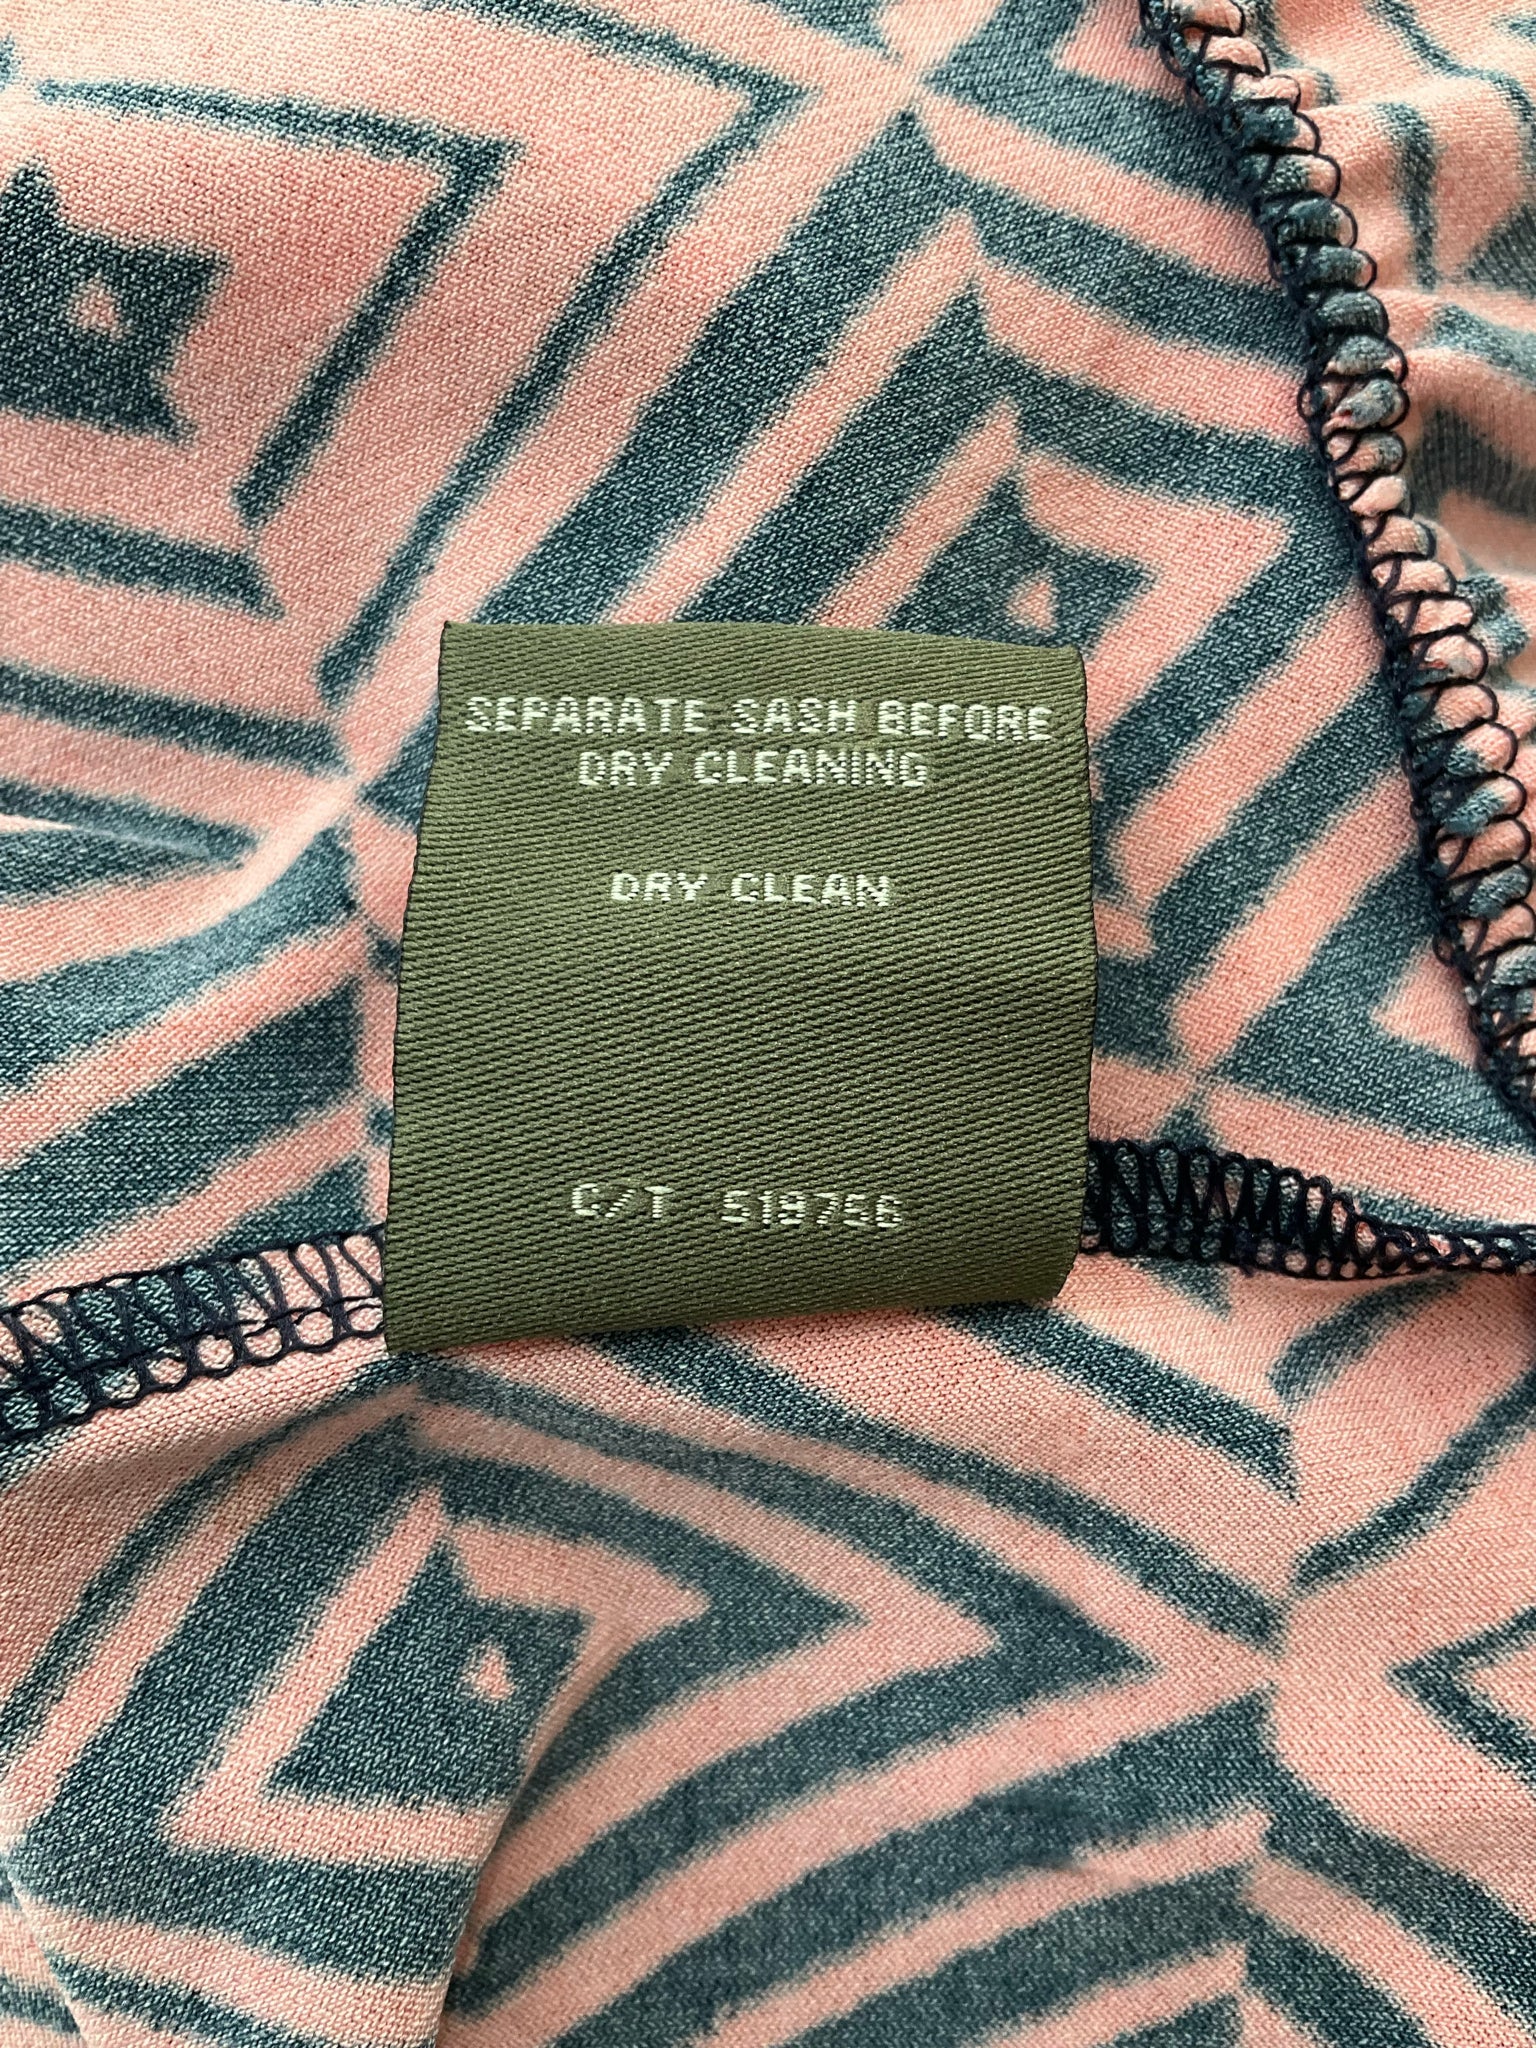 SEPARATE SASH BEFORE
DRY CLEANING
DRY CLEAN
C/T 519756